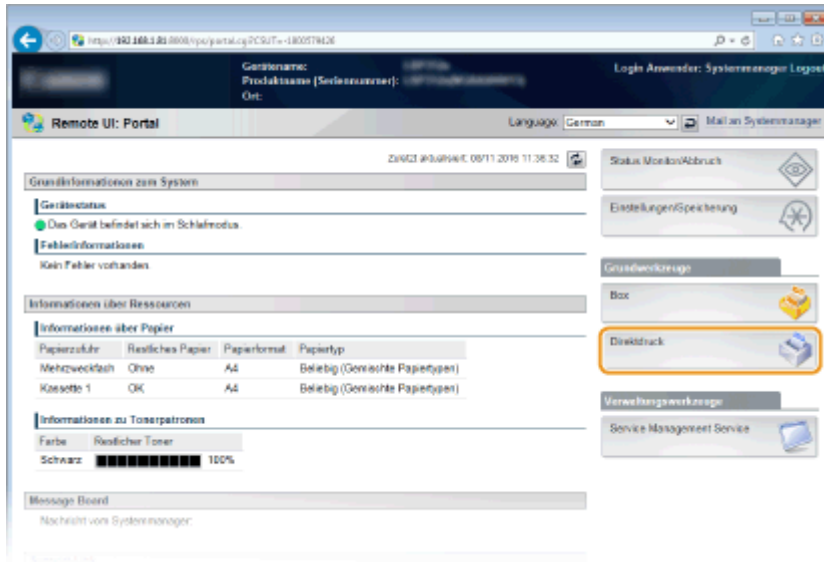 Gerätename:
Produktname (Seriennummer):
Ort:
Login Anwender: Systemmanager Logout
Remote UI: Portal
Language: German
Mail an Systemmanager
Zuletzt aktualisiert: 08/11 2016 11:36:32
Grundinformationen zum System
Gerätestatus
Das Gerät befindet sich im Schlafmodus.
Fehlerinformationen
Kein Fehler vorhanden.
Informationen über Ressourcen
Informationen über Papier
Papierzufuhr Restliches Papier Papierformat Papiertyp
Mehrzweckfach Ohne A4 Beliebig (Gemischte Papiertypen)
Kassette 1 OK A4 Beliebig (Gemischte Papiertypen)
Informationen zu Tonerpatronen
Farbe Restlicher Toner
Schwarz 100%
Message Board
Nachricht vom Systemmanager:
Status Monitor/Abbruch
Einstellungen/Speicherung
Grundwerkzeuge
Box
Direktdruck
Verwaltungswerkzeuge
Service Management Service